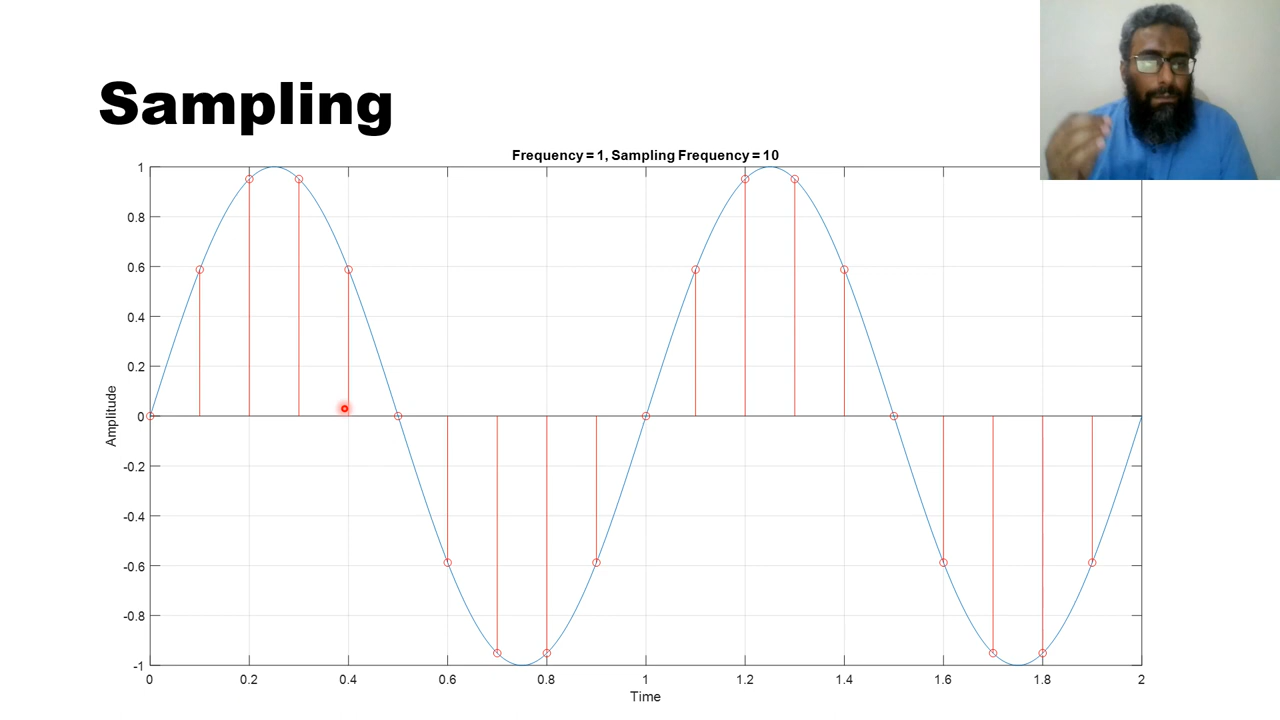 Sampling
Frequency = 1, Sampling Frequency = 10
1
0.8
0.6
0.4
0.2
0
-0.2
-0.4
-0.6
-0.8
-1
Amplitude
0 0.2 0.4 0.6 0.8 1 1.2 1.4 1.6 1.8 2
Time